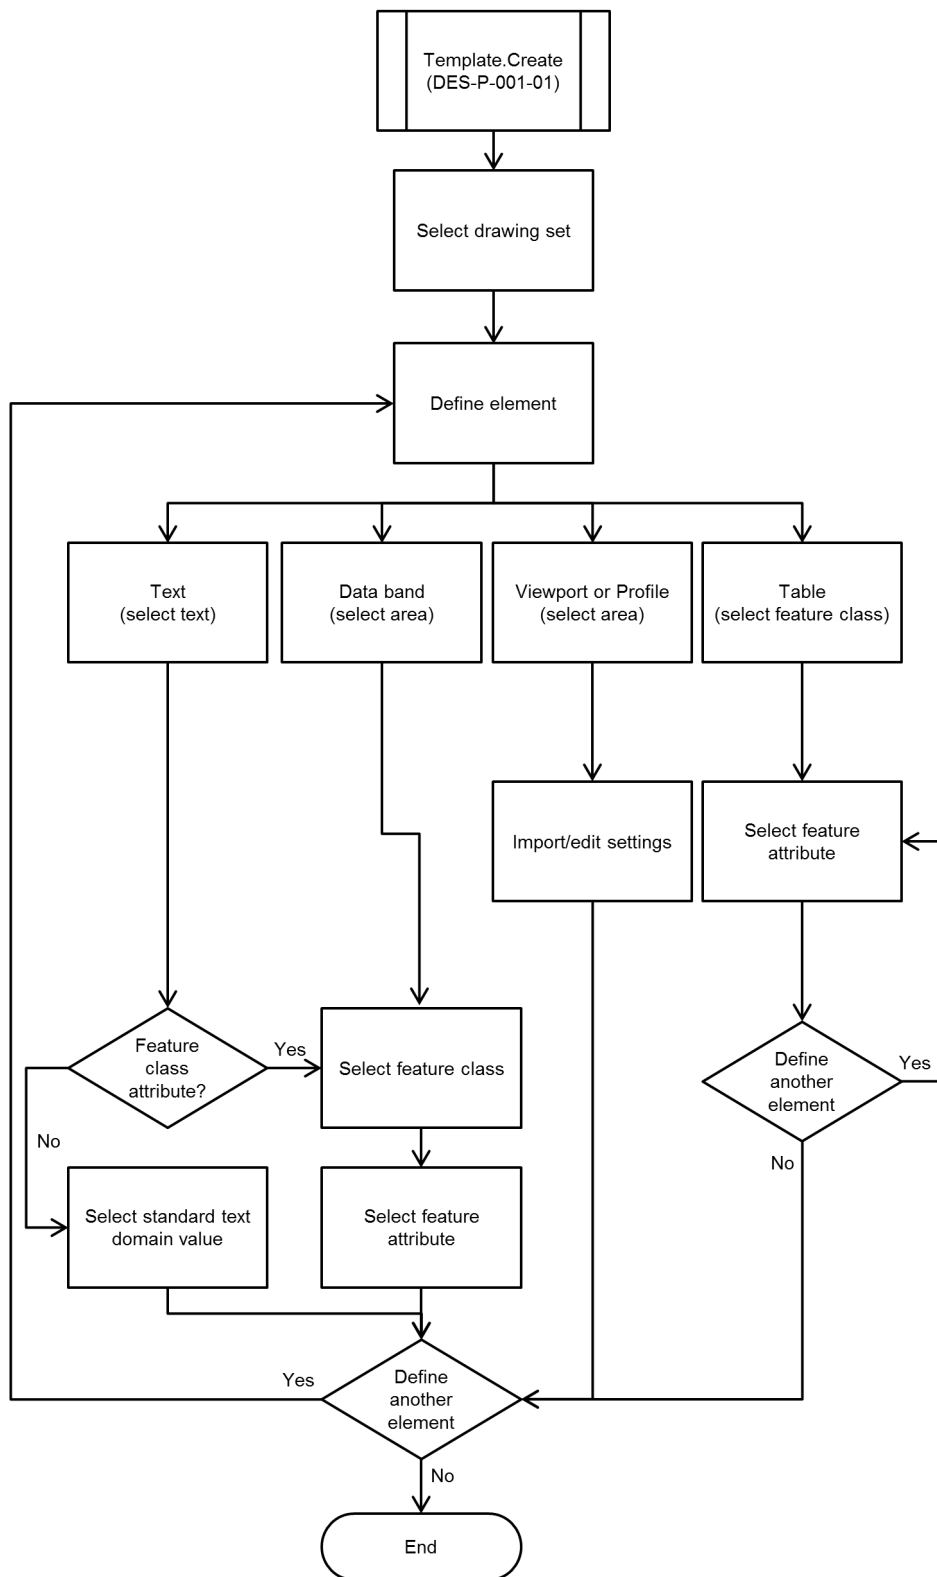 Template.Create
(DES-P-001-01)
Select drawing set
Define element
Text
(select text)
Data band
(select area)
Viewport or Profile
(select area)
Table
(select feature class)
Import/edit settings
Select feature
attribute
Feature
class
attribute?
Yes
No
Select feature class
Define
another
element
Yes
No
Select standard text
domain value
Select feature
attribute
Define
another
element
Yes
No
End